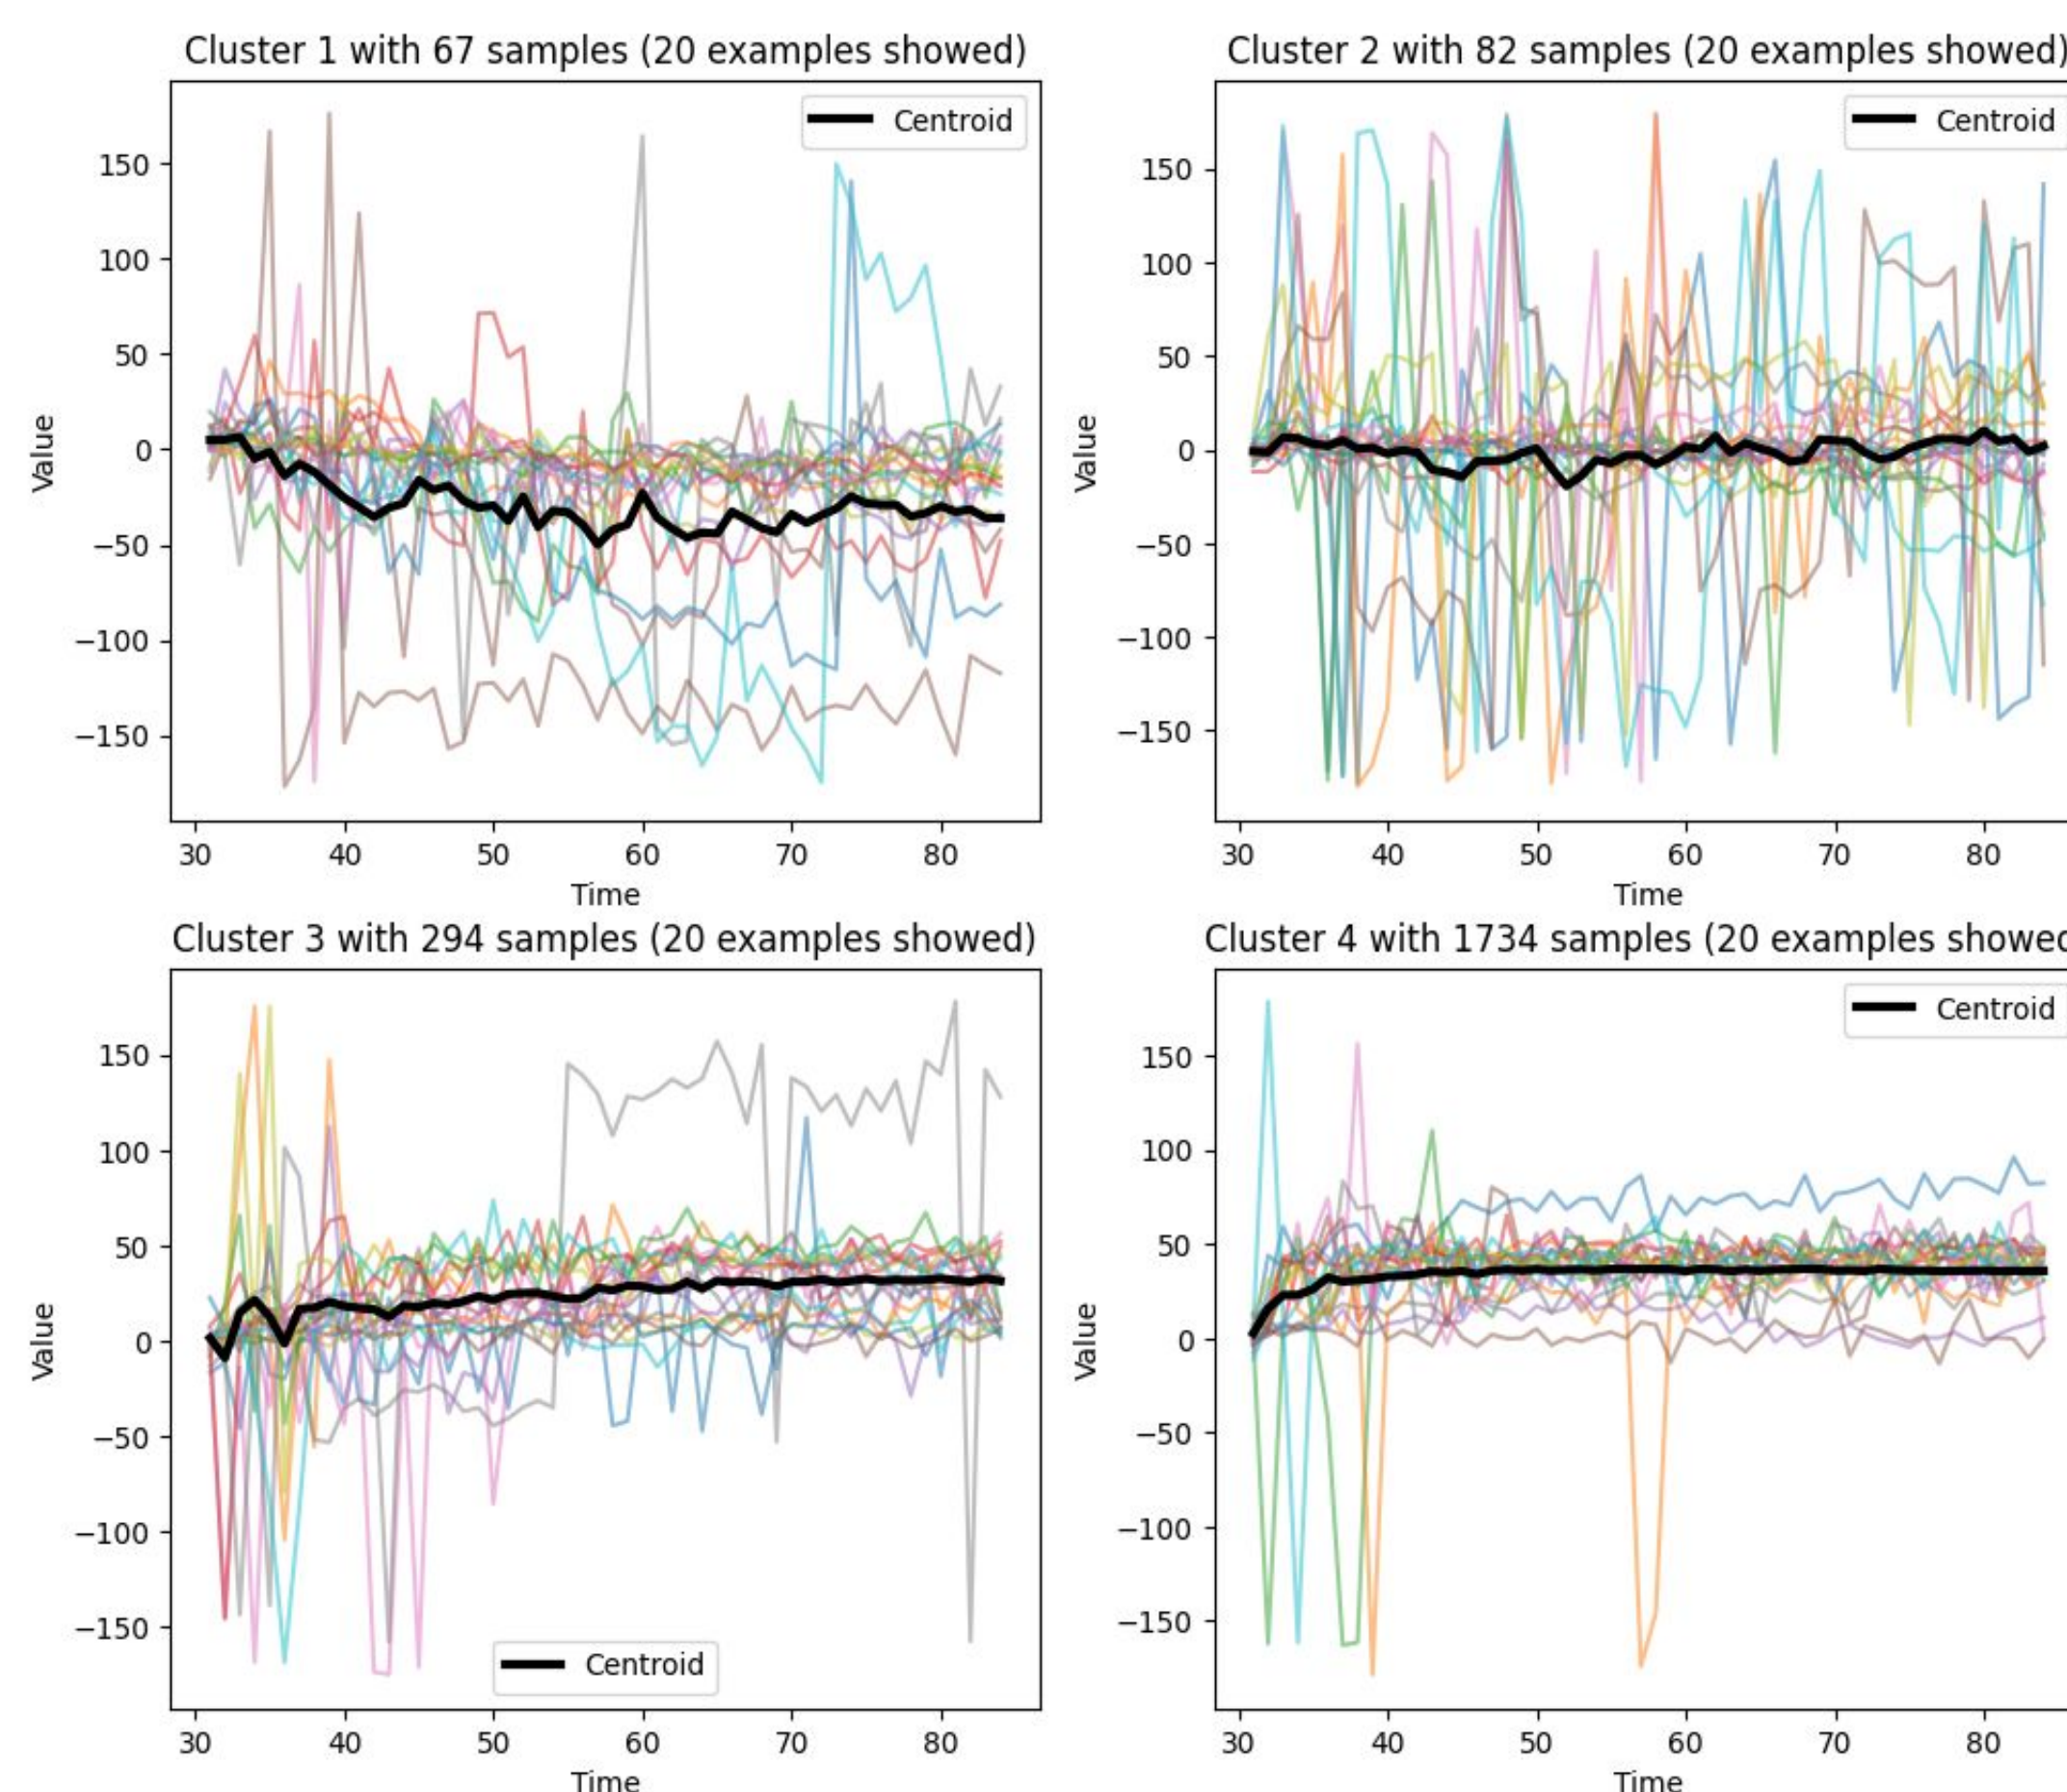 Cluster 1 with 67 samples (20 examples showed)
Centroid
150
100
50
0
−50
−100
−150
Value
30 40 50 60 70 80
Time
Cluster 2 with 82 samples (20 examples showed)
Centroid
150
100
50
0
−50
−100
−150
Value
30 40 50 60 70 80
Time
Cluster 3 with 294 samples (20 examples showed)
150
100
50
0
−50
−100
−150
Value
Centroid
30 40 50 60 70 80
Time
Cluster 4 with 1734 samples (20 examples showed
Centroid
150
100
50
0
−50
−100
−150
Value
30 40 50 60 70 80
Time